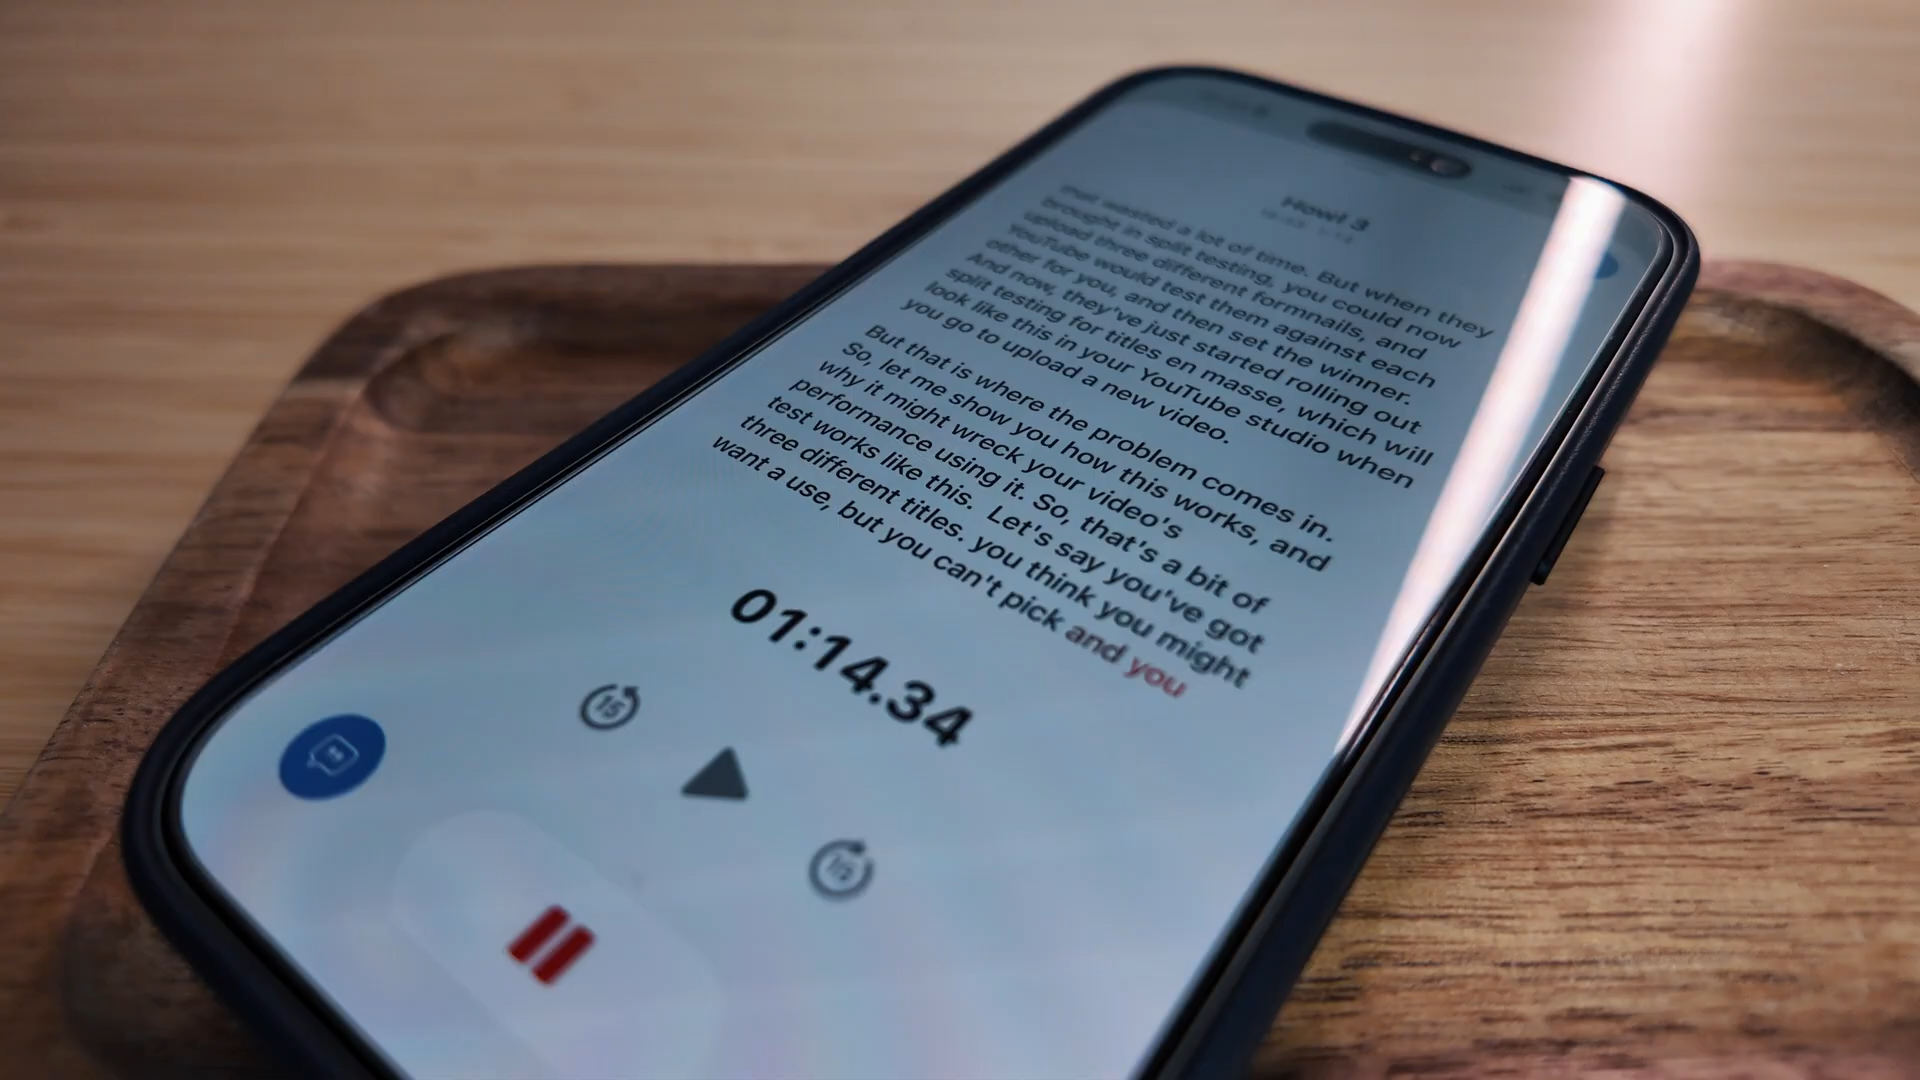 Howl 3
that wasted a lot of time. But when they
brought in split testing, you could now
upload three different formnails, and
YouTube would test them against each
other for you, and then set the winner.
And now, they've just started rolling out
split testing for titles en masse, which will
look like this in your YouTube studio when
you go to upload a new video.
But that is where the problem comes in.
So, let me show you how this works, and
why it might wreck your video's
performance using it. So, that's a bit of
test works like this. Let's say you've got
three different titles. you think you might
want a use, but you can't pick and you
01:14.34
15